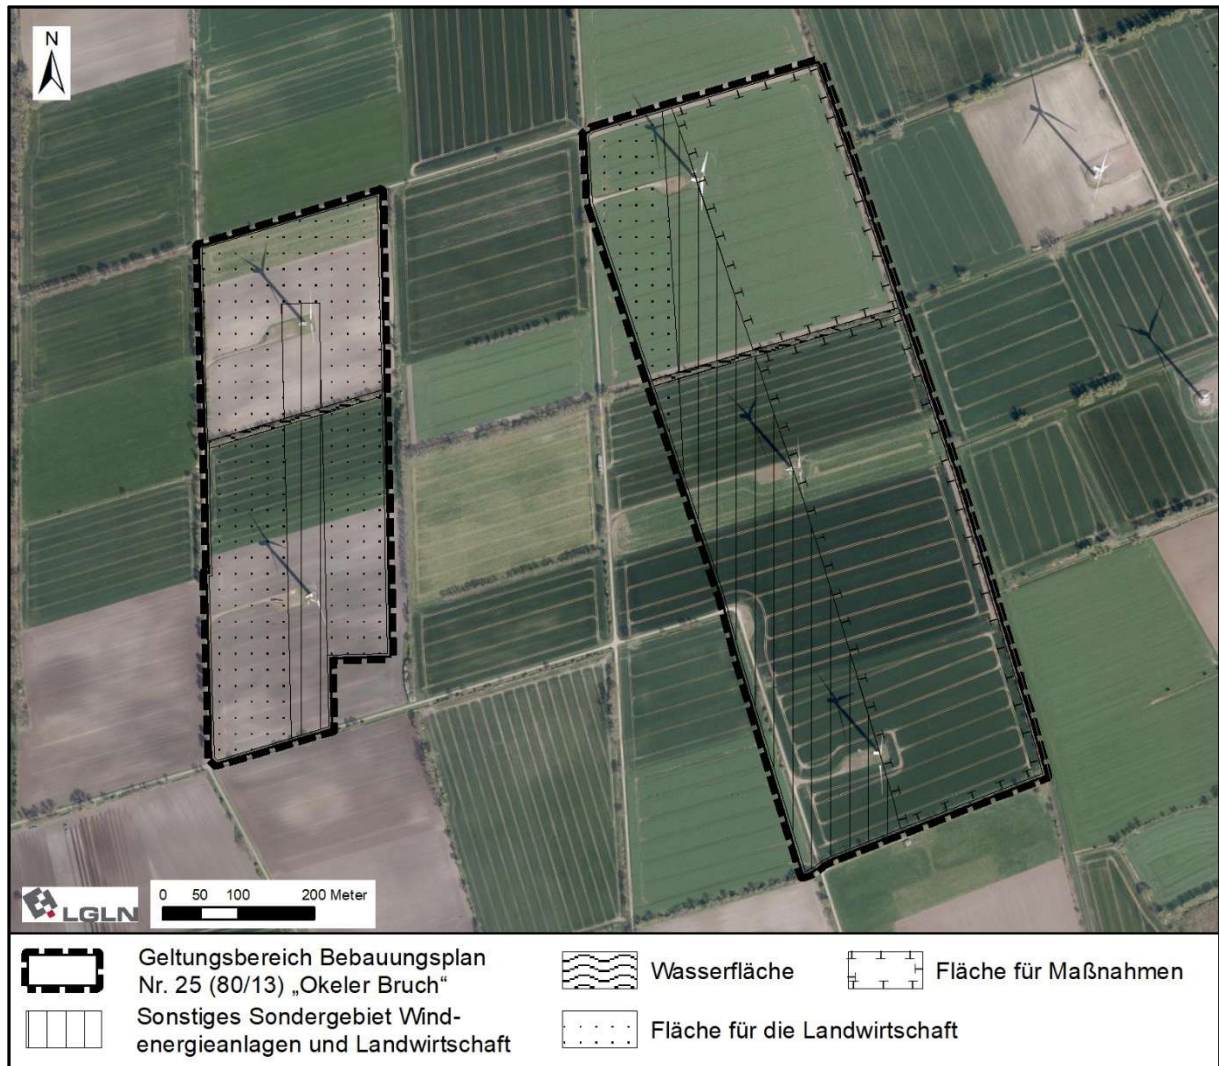 N
LGLN
0 50 100 200 Meter
Geltungsbereich Bebauungsplan
Nr. 25 (80/13) „Okeler Bruch“
Sonstiges Sondergebiet Wind-
energieanlagen und Landwirtschaft
Wasserfläche
Fläche für die Landwirtschaft
Fläche für Maßnahmen